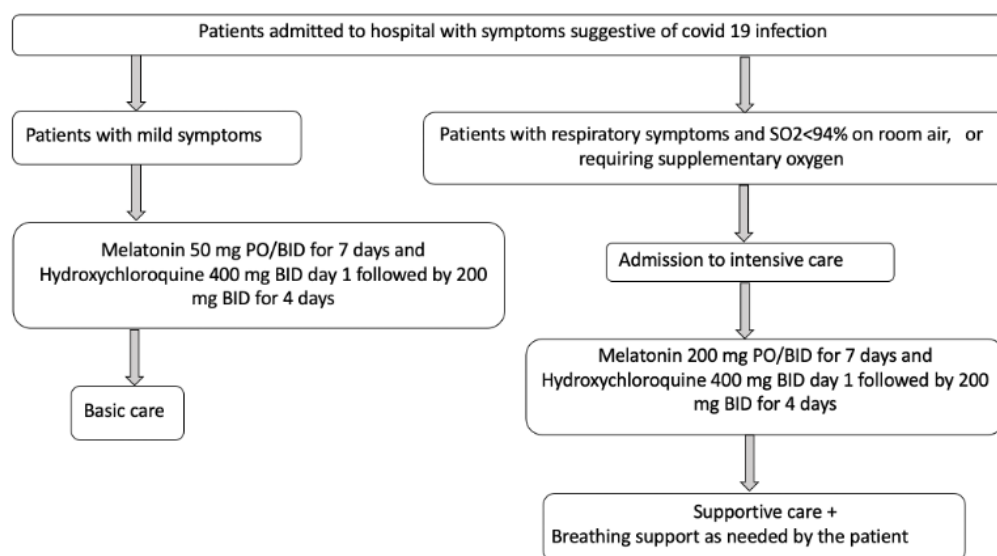 Patients admitted to hospital with symptoms suggestive of covid 19 infection
Patients with mild symptoms
Melatonin 50 mg PO/BID for 7 days and
Hydroxychloroquine 400 mg BID day 1 followed by 200
mg BID for 4 days
Basic care
Patients with respiratory symptoms and SO2<94% on room air, or
requiring supplementary oxygen
Admission to intensive care
Melatonin 200 mg PO/BID for 7 days and
Hydroxychloroquine 400 mg BID day 1 followed by 200
mg BID for 4 days
Supportive care +
Breathing support as needed by the patient